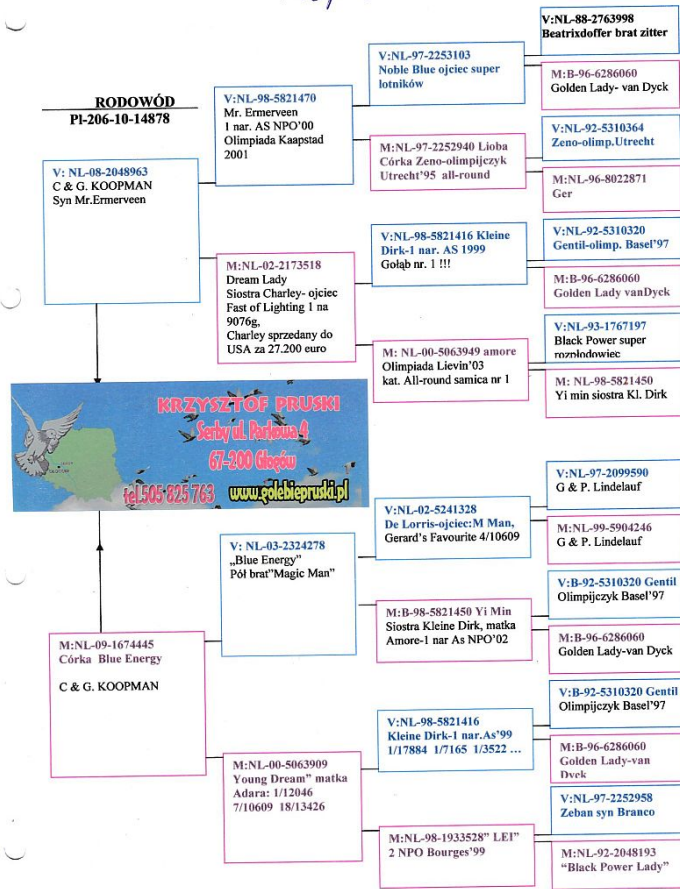 RODOWÓD
Pl-206-10-14878
V: NL-08-2048963
C & G. KOOPMAN
Syn Mr.Ermerveen
V:NL-98-5821470
Mr. Ermerveen
1 nar. AS NPO'00
Olimpiada Kaapstad
2001
M:NL-02-2173518
Dream Lady
Siostra Charley- ojciec
Fast of Lighting 1 na
9076g,
Charley sprzedany do
USA za 27.200 euro
V:NL-97-2253103
Noble Blue ojciec super
lotników
M:NL-97-2252940 Lioba
Córka Zeno-olimpijczyk
Utrecht'95 all-round
V:NL-98-5821416 Kleine
Dirk-1 nar. AS 1999
Gołąb nr. 1 !!!
M: NL-00-5063949 amore
Olimpiada Lievin'03
kat. All-round samica nr 1
V:NL-88-2763998
Beatrixdoffer brat zitter
M:B-96-6286060
Golden Lady- van Dyck
V:NL-92-5310364
Zeno-olimp.Utrecht
M:NL-96-8022871
Ger
V:NL-92-5310320
Gentil-olimp. Basel'97
M:B-96-6286060
Golden Lady vanDyck
V:NL-93-1767197
Black Power super
rozpłodowiec
M: NL-98-5821450
Yi min siostra Kl. Dirk
KRZYSZTOF PRUSKI
Serby ul. Parkowa 4
67-200 Głogów
tel.505 825 763 www.golebiepruski.pl
GŁOGÓW
M:NL-09-1674445
Córka Blue Energy
C & G. KOOPMAN
V: NL-03-2324278
„Blue Energy"
Pół brat"Magic Man"
M:NL-00-5063909
Young Dream" matka
Adara: 1/12046
7/10609 18/13426
V:NL-02-5241328
De Lorris-ojciec:M Man,
Gerard's Favourite 4/10609
M:B-98-5821450 Yi Min
Siostra Kleine Dirk, matka
Amore-1 nar As NPO'02
V:NL-98-5821416
Kleine Dirk-1 nar.As'99
1/17884 1/7165 1/3522 ...
M:NL-98-1933528" LEI"
2 NPO Bourges'99
V:NL-97-2099590
G & P. Lindelauf
M:NL-99-5904246
G & P. Lindelauf
V:B-92-5310320 Gentil
Olimpijczyk Basel'97
M:B-96-6286060
Golden Lady-van Dyck
V:B-92-5310320 Gentil
Olimpijczyk Basel'97
M:B-96-6286060
Golden Lady-van
Dyck
V:NL-97-2252958
Zeban syn Branco
M:NL-92-2048193
"Black Power Lady"